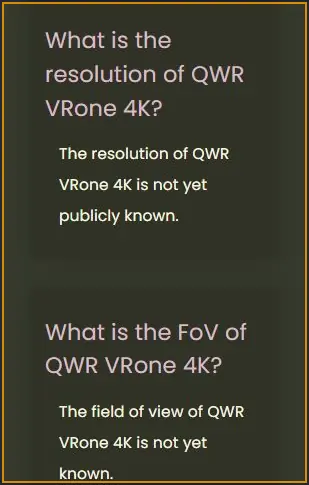 What is the
resolution of QWR
VRone 4K?
The resolution of QWR
VRone 4K is not yet
publicly known.
What is the FoV of
QWR VRone 4K?
The field of view of QWR
VRone 4K is not yet
known.